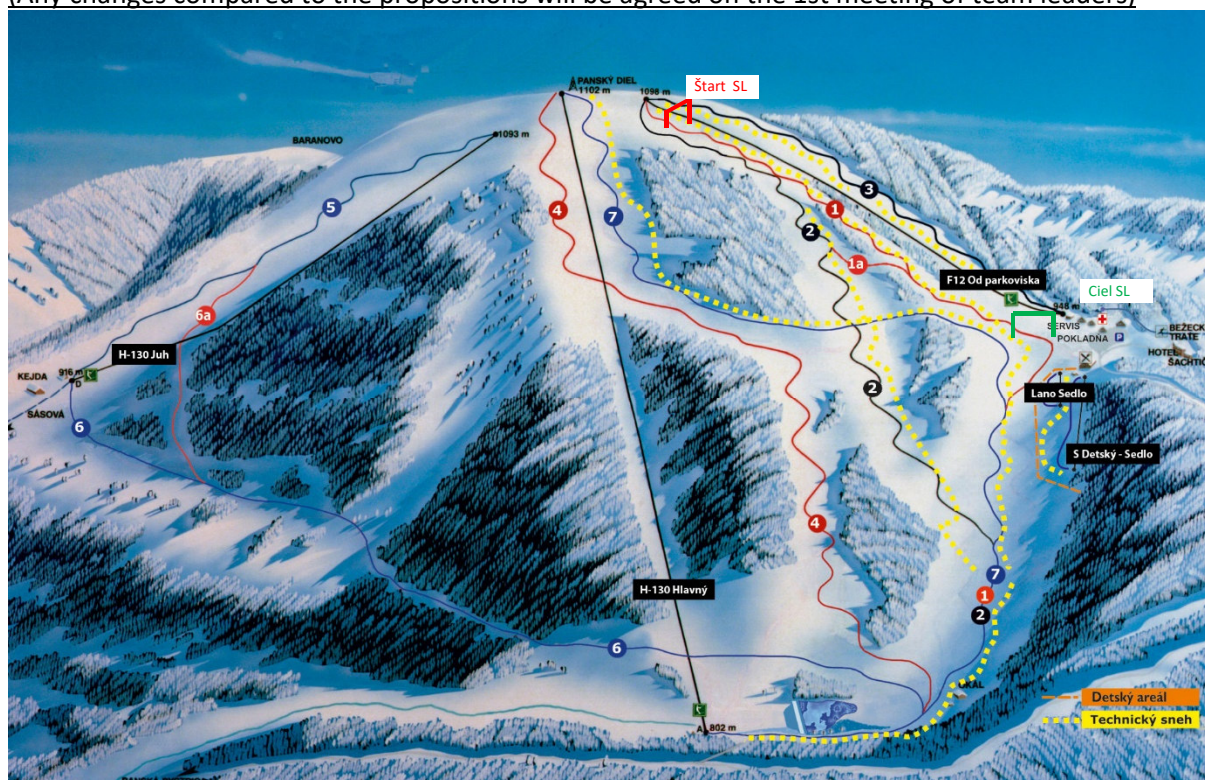 (Any changes compared to the propositions will be agreed on the 1st meeting of team leaders)
PANSKÝ DIEL
1102 m
1098 m
Štart SL
BARANOVO
1093 m
3
5
4
7
1
2
1a
F12 Od parkoviska
Ciel SL
948 m
6a
SERVIS
POKLADŇA
P
BEŽECKÉ
TRATE
HOTEL
H-130 Juh
916 m
D
KEJDA
SÁSOVÁ
2
Lano Sedlo
6
S Detský - Sedlo
4
7
H-130 Hlavný
1
2
6
Detský areál
A
802 m
Technický sneh